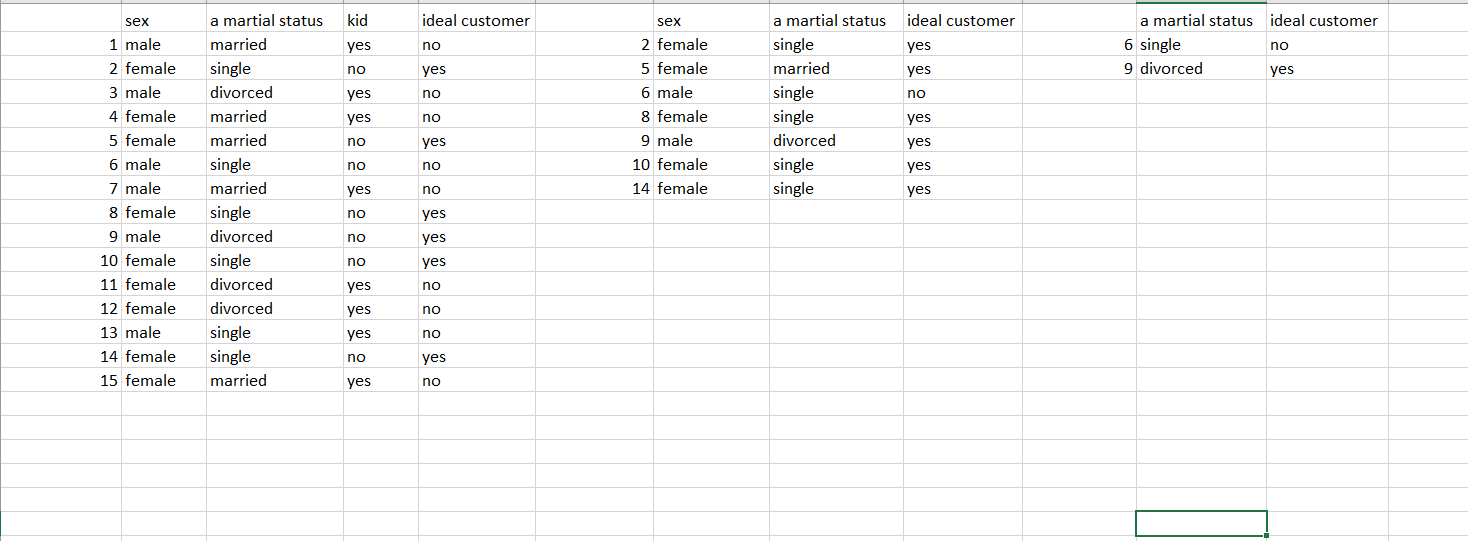 sex a martial status kid ideal customer sex a martial status ideal customer a martial status ideal customer
1 male married yes no 2 female single yes 6 single no
2 female single no yes 5 female married yes 9 divorced yes
3 male divorced yes no 6 male single no
4 female married yes no 8 female single yes
5 female married no yes 9 male divorced yes
6 male single no no 10 female single yes
7 male married yes no 14 female single yes
8 female single no yes
9 male divorced no yes
10 female single no yes
11 female divorced yes no
12 female divorced yes no
13 male single yes no
14 female single no yes
15 female married yes no